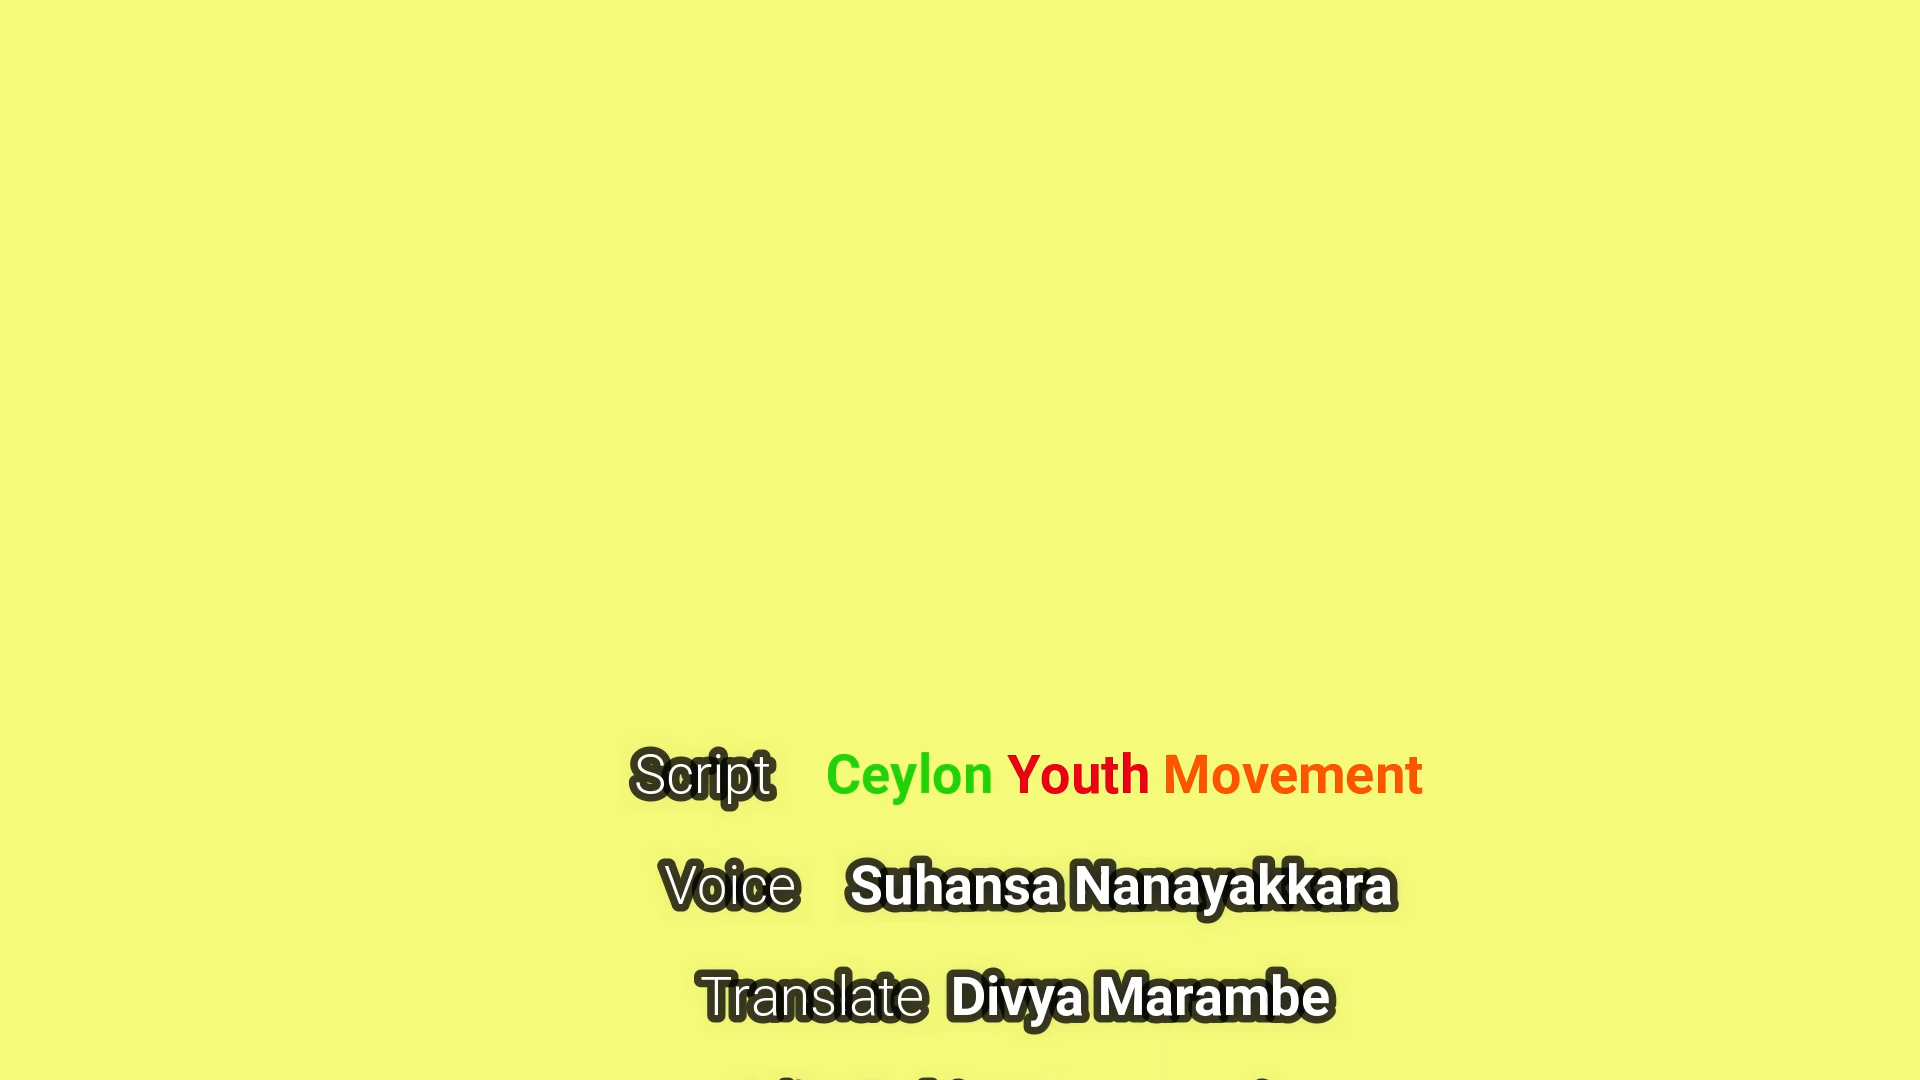 Script Ceylon Youth Movement
Voice Suhansa Nanayakkara
Translate Divya Marambe